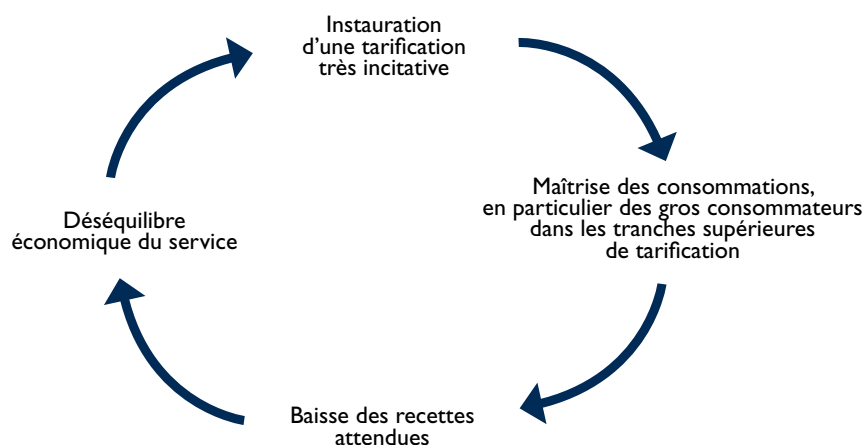 Instauration
d’une tarification
très incitative
Maîtrise des consommations,
en particulier des gros consommateurs
dans les tranches supérieures
de tarification
Baisse des recettes
attendues
Déséquilibre
économique du service